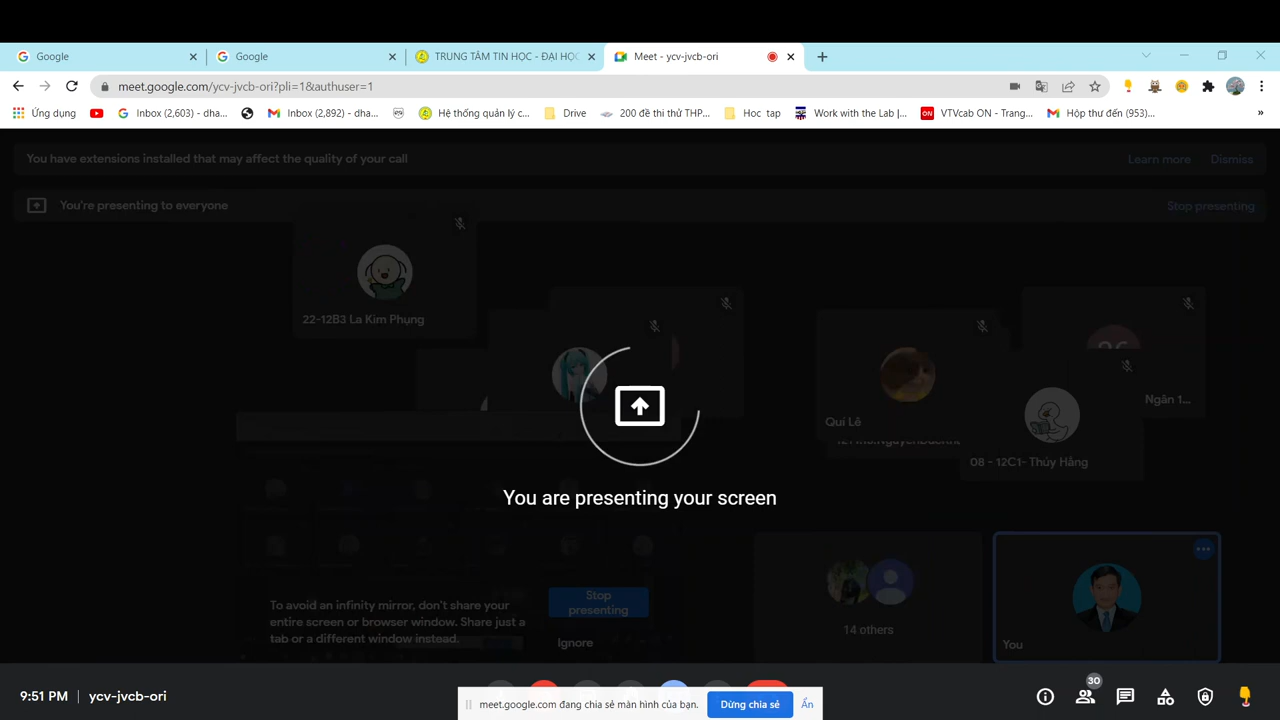 Google
Google
TRUNG TÂM TIN HỌC - ĐẠI HỌC
Meet - ycv-jvcb-ori
meet.google.com/ycv-jvcb-ori?pli=1&authuser=1
Ứng dụng
Inbox (2,603) - dha...
Inbox (2,892) - dha...
Hệ thống quản lý c...
Drive
200 đề thi thử THP...
Hoc tap
Work with the Lab |...
VTVcab ON - Trang...
Hộp thư đến (953)...
You have extensions installed that may affect the quality of your call
Learn more
Dismiss
You're presenting to everyone
Stop presenting
22-12B3 La Kim Phụng
Quí Lê
Ngân 1...
08 - 12C1- Thúy Hằng
You are presenting your screen
To avoid an infinity mirror, don't share your
entire screen or browser window. Share just a
tab or a different window instead.
Stop
presenting
Ignore
14 others
You
9:51 PM | ycv-jvcb-ori
30
meet.google.com đang chia sẻ màn hình của bạn.
Dừng chia sẻ
Ẩn